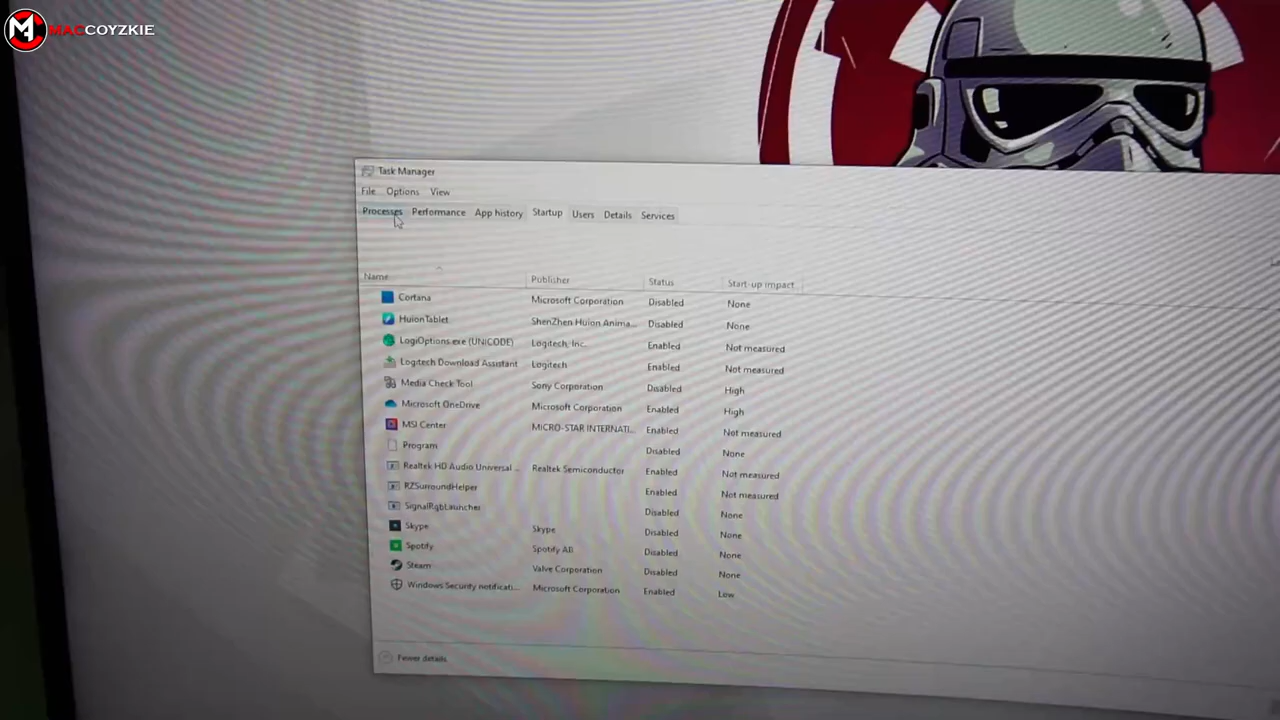 MACCOYZKIE
Task Manager
File Options View
Processes Performance App history Startup Users Details Services
Name Publisher Status Start-up impact
Cortana Microsoft Corporation Disabled None
HuionTablet ShenZhen Huion Anima... Disabled None
LogiOptions.exe (UNICODE) Logitech, Inc. Enabled Not measured
Logitech Download Assistant Logitech Enabled Not measured
Media Check Tool Sony Corporation Disabled High
Microsoft OneDrive Microsoft Corporation Enabled High
MSI Center MICRO-STAR INTERNATI... Enabled Not measured
Program Disabled None
Realtek HD Audio Universal ... Realtek Semiconductor Enabled Not measured
RZSurroundHelper Enabled Not measured
SignalRgbLauncher Disabled None
Skype Skype Disabled None
Spotify Spotify AB Disabled None
Steam Valve Corporation Disabled None
Windows Security notificati... Microsoft Corporation Enabled Low
Fewer details